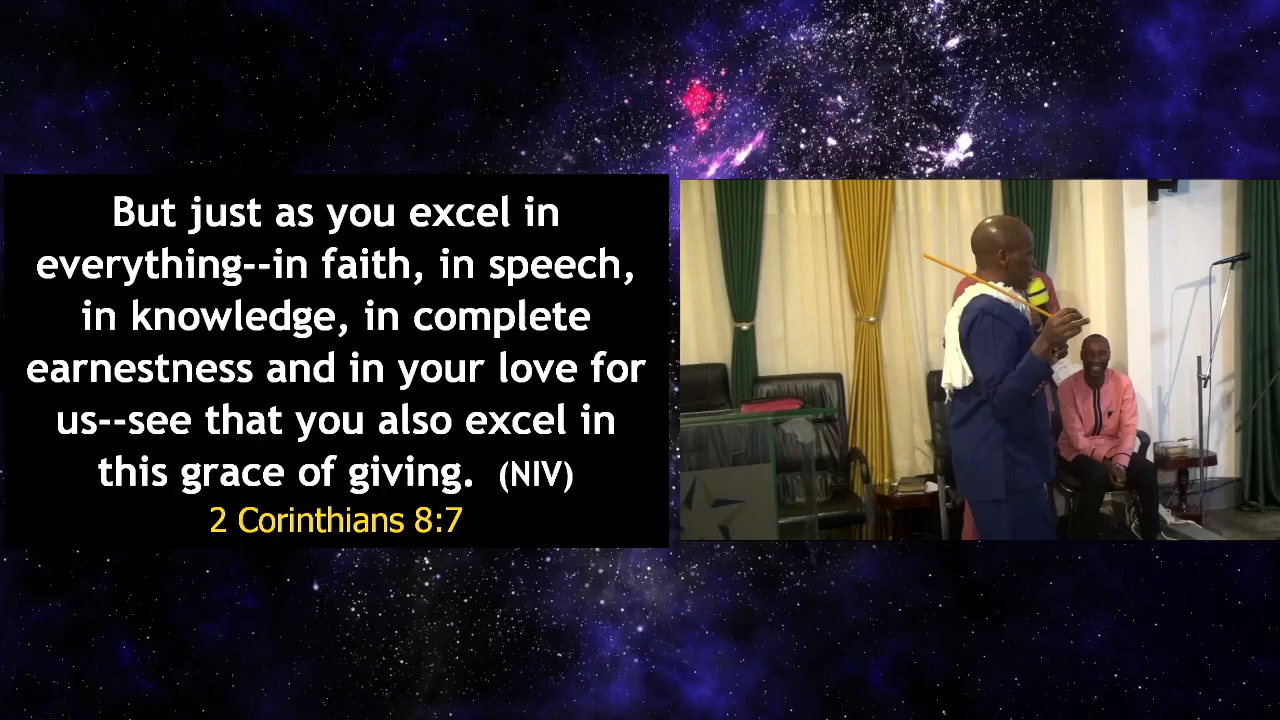 But just as you excel in
everything--in faith, in speech,
in knowledge, in complete
earnestness and in your love for
us--see that you also excel in
this grace of giving. (NIV)
2 Corinthians 8:7